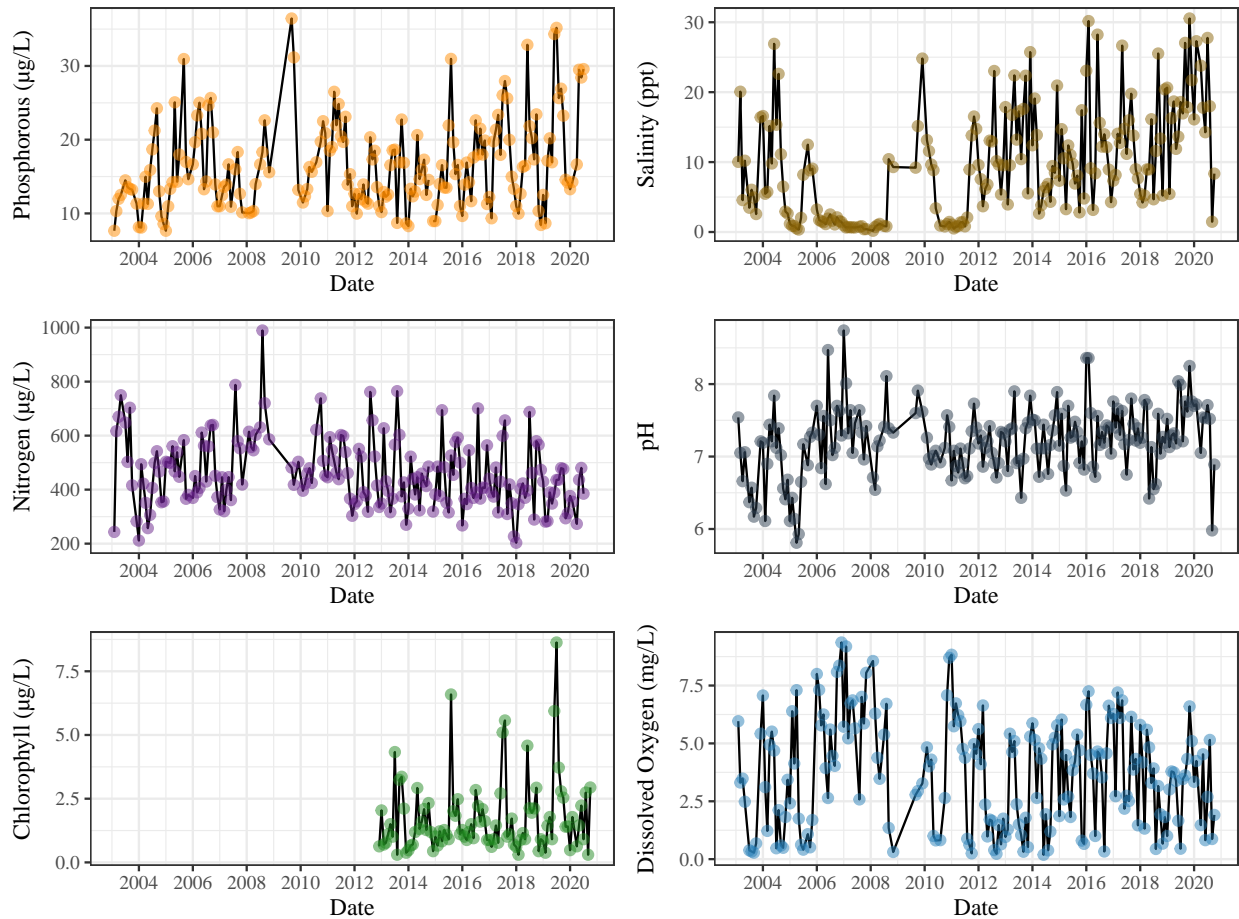 Phosphorous (μg/L)
30
20
10
2004 2006 2008 2010 2012 2014 2016 2018 2020
Date
Salinity (ppt)
30
20
10
0
2004 2006 2008 2010 2012 2014 2016 2018 2020
Date
Nitrogen (μg/L)
1000
800
600
400
200
2004 2006 2008 2010 2012 2014 2016 2018 2020
Date
pH
8
7
6
2004 2006 2008 2010 2012 2014 2016 2018 2020
Date
Chlorophyll (μg/L)
7.5
5.0
2.5
0.0
2004 2006 2008 2010 2012 2014 2016 2018 2020
Date
Dissolved Oxygen (mg/L)
7.5
5.0
2.5
0.0
2004 2006 2008 2010 2012 2014 2016 2018 2020
Date